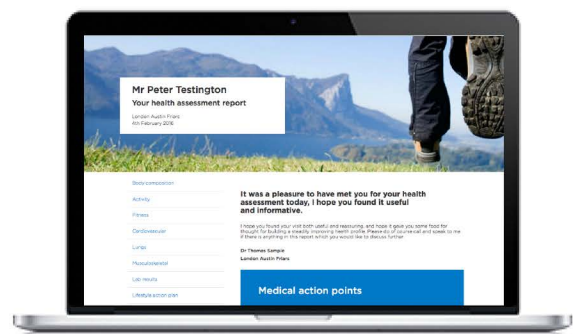 Mr Peter Testington
Your health assessment report
London Austin Friars
4th February 2016
Body composition
Activity
Fitness
Cardiovascular
Lungs
Musculoskeletal
Lab results
Lifestyle action plan
It was a pleasure to have met you for your health
assessment today, I hope you found it useful
and informative.
I hope you found your visit both useful and reassuring, and hope it gave you some food for
thought for building a steadily improving health profile. Please do of course call and speak to me
if there is anything in this report which you would like to discuss further
Dr Thomas Sample
London Austin Friars
Medical action points